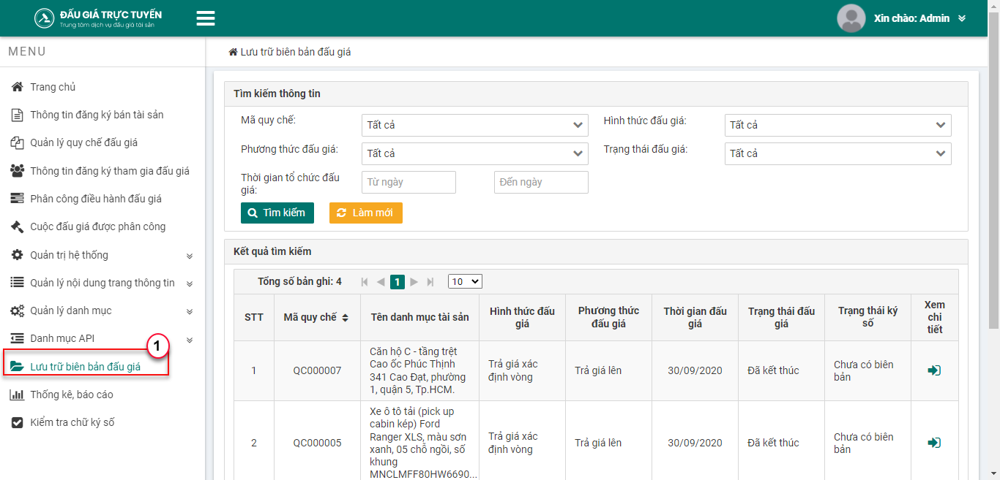 ĐẤU GIÁ TRỰC TUYẾN
Trung tâm dịch vụ đấu giá tài sản
Xin chào: Admin
MENU
Lưu trữ biên bản đấu giá
Trang chủ
Thông tin đăng ký bán tài sản
Quản lý quy chế đấu giá
Thông tin đăng ký tham gia đấu giá
Phân công điều hành đấu giá
Cuộc đấu giá được phân công
Quản trị hệ thống
Quản lý nội dung trang thông tin
Quản lý danh mục
Danh mục API
1
Lưu trữ biên bản đấu giá
Thống kê, báo cáo
Kiểm tra chữ ký số
Tìm kiếm thông tin
Mã quy chế:
Tất cả
Hình thức đấu giá:
Tất cả
Phương thức đấu giá:
Tất cả
Trạng thái đấu giá:
Tất cả
Thời gian tổ chức đấu
giá:
Từ ngày
Đến ngày
Tìm kiếm
Làm mới
Kết quả tìm kiếm
Tổng số bản ghi: 4
1
10
STT
Mã quy chế
Tên danh mục tài sản
Hình thức đấu
giá
Phương thức
đấu giá
Thời gian đấu
giá
Trạng thái đấu
giá
Trạng thái ký
số
Xem
chi
tiết
1
QC000007
Căn hộ C - tầng trệt
Cao ốc Phúc Thịnh
341 Cao Đạt, phường
1, quận 5, Tp.HCM.
Trả giá xác
định vòng
Trả giá lên
30/09/2020
Đã kết thúc
Chưa có biên
bản
2
QC000005
Xe ô tô tải (pick up
cabin kép) Ford
Ranger XLS, màu sơn
xanh, 05 chỗ ngồi, số
khung
MNCLMFF80HW6690...
Trả giá xác
định vòng
Trả giá lên
30/09/2020
Đã kết thúc
Chưa có biên
bản